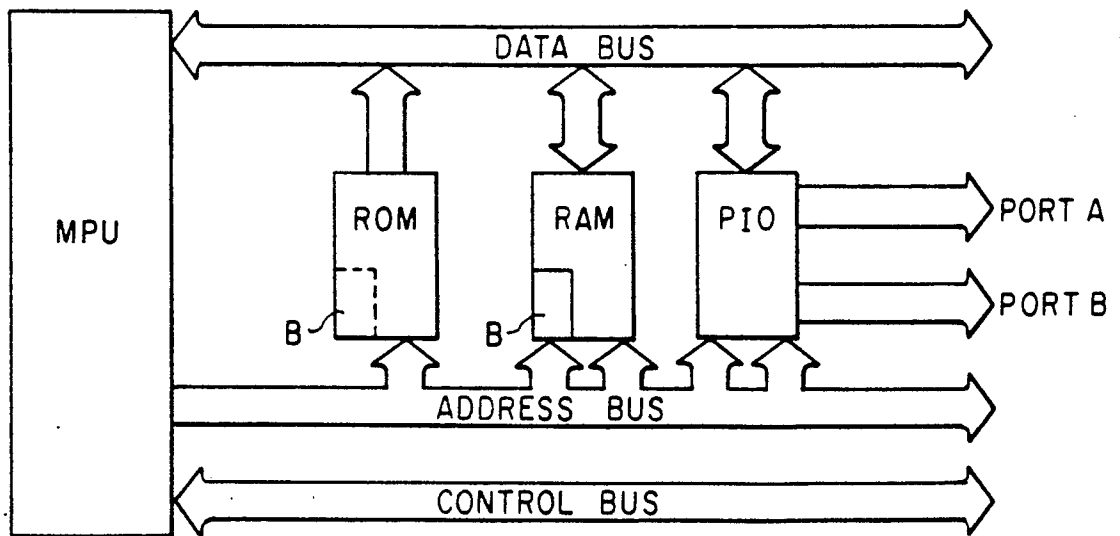 DATA BUS
MPU
ROM
RAM
PIO
PORT A
B
B
PORT B
ADDRESS BUS
CONTROL BUS